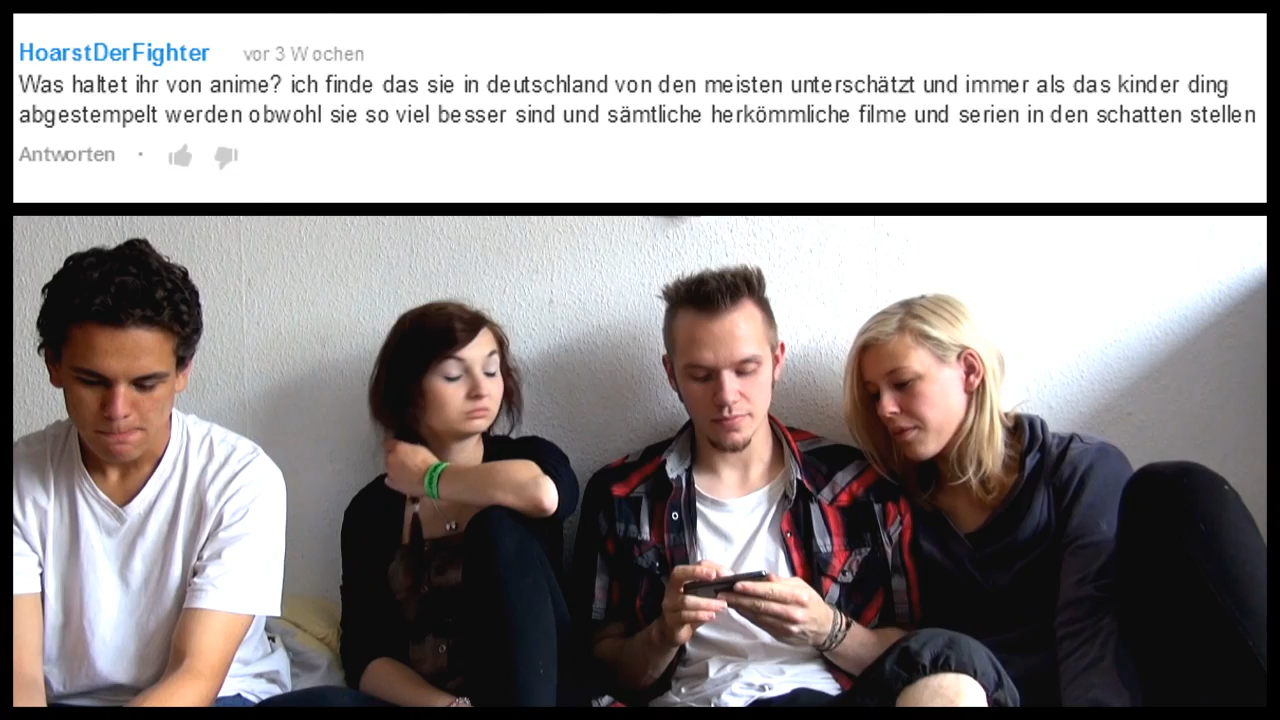 HoarstDerFighter vor 3 Wochen
Was haltet ihr von anime? ich finde das sie in deutschland von den meisten unterschätzt und immer als das kinder ding
abgestempelt werden obwohl sie so viel besser sind und sämtliche herkömmliche filme und serien in den schatten stellen
Antworten ·